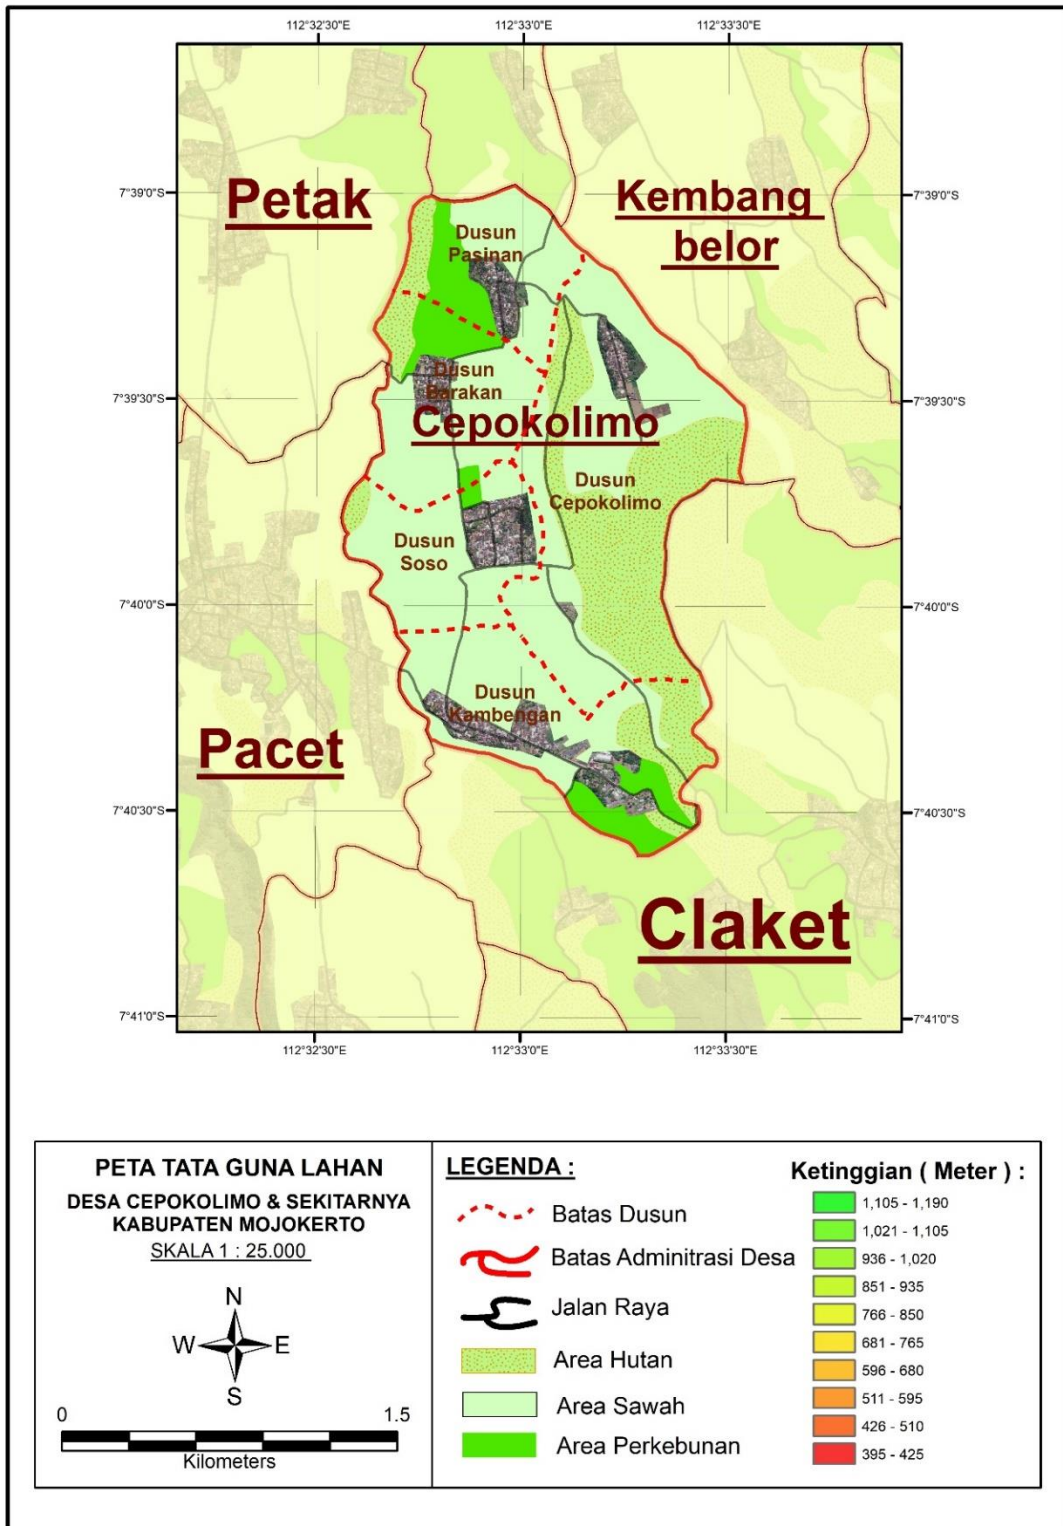 112°32'30"E
112°33'0"E
112°33'30"E
7°39'0"S
7°39'0"S
Petak
Kembang
belor
Dusun
Pasinan
7°39'30"S
7°39'30"S
Dusun
Barakan
Cepokolimo
Dusun
Cepokolimo
Dusun
Soso
7°40'0"S
7°40'0"S
Dusun
Kambengan
Pacet
7°40'30"S
7°40'30"S
Claket
7°41'0"S
7°41'0"S
112°32'30"E
112°33'0"E
112°33'30"E
PETA TATA GUNA LAHAN
DESA CEPOKOLIMO & SEKITARNYA
KABUPATEN MOJOKERTO
SKALA 1 : 25.000
N
W
E
S
0
1.5
Kilometers
LEGENDA :
Batas Dusun
Batas Adminitrasi Desa
Jalan Raya
Area Hutan
Area Sawah
Area Perkebunan
Ketinggian ( Meter ) :
1,105 - 1,190
1,021 - 1,105
936 - 1,020
851 - 935
766 - 850
681 - 765
596 - 680
511 - 595
426 - 510
395 - 425